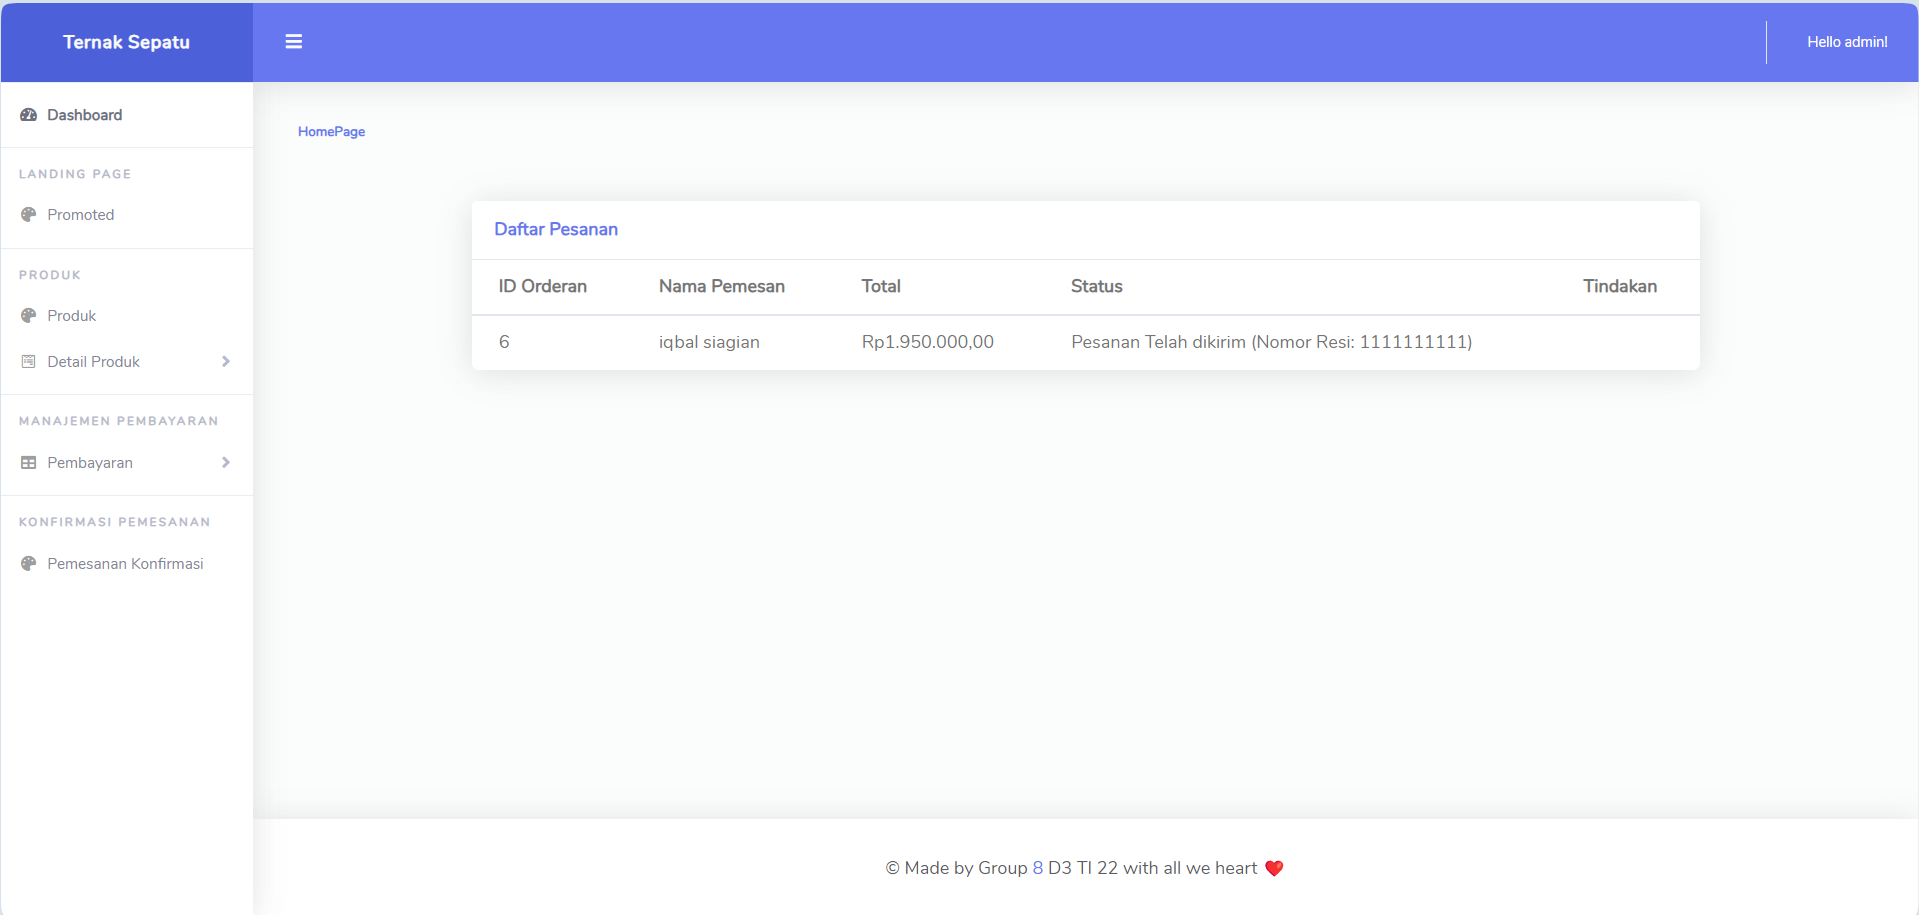 Ternak Sepatu
Hello admin!
Dashboard
LANDING PAGE
Promoted
PRODUK
Produk
Detail Produk
MANAJEMEN PEMBAYARAN
Pembayaran
KONFIRMASI PEMESANAN
Pemesanan Konfirmasi
HomePage
Daftar Pesanan
ID Orderan Nama Pemesan Total Status Tindakan
6 iqbal siagian Rp1.950.000,00 Pesanan Telah dikirim (Nomor Resi: 1111111111)
© Made by Group 8 D3 TI 22 with all we heart ❤️